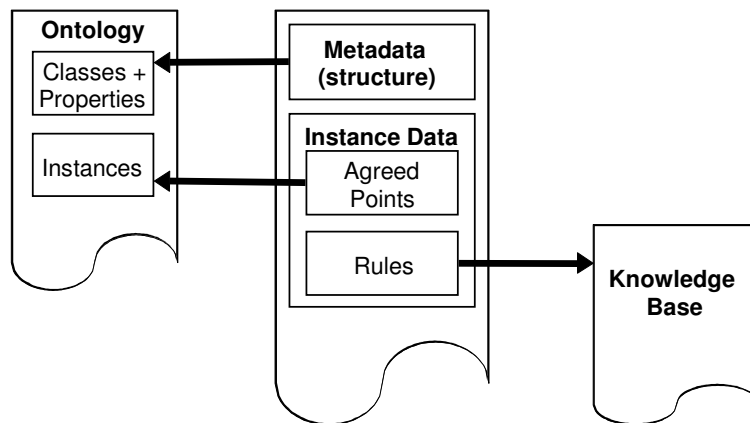 Ontology
Classes +
Properties
Instances
Metadata
(structure)
Instance Data
Agreed
Points
Rules
Knowledge
Base